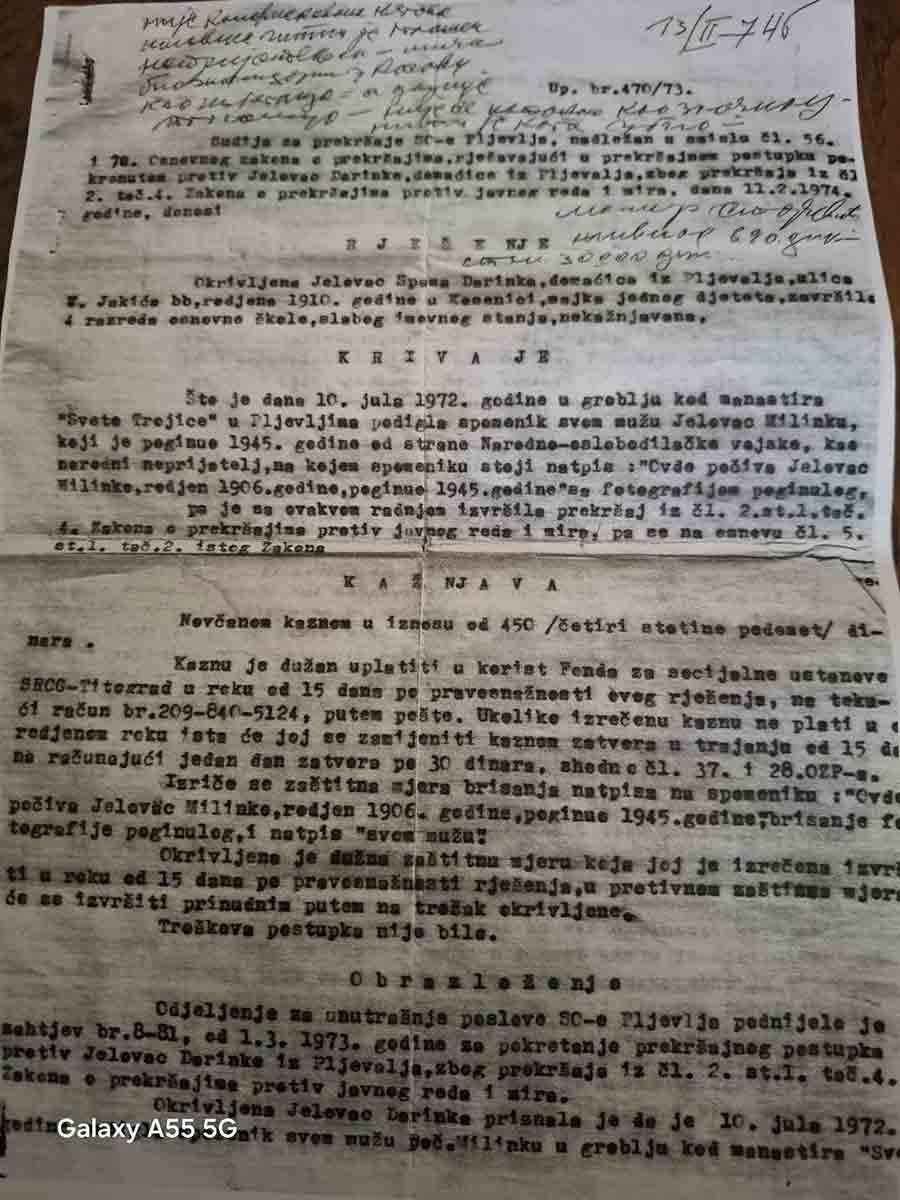 13/II-74
Up. br.470/73.
Sudija za prekršaje SO-e Pljevlja, nadležan u smislu čl. 56.
i 78. Osnovnog zakona o prekršajima,rješavajući u prekršajnom postupku po-
krenutom protiv Jelovac Darinke,domaćice iz Pljevalja,zbog prekršaja iz čl
2. tač.4. Zakona o prekršajima protiv javnog reda i mira, dana 11.2.1974.
godine, donosi
R J E Š E NJE
стаж 30000 дин.
Okrivljena Jelovac Spasa Darinka,domaćica iz Pljevalja,ulica
V. Jakića bb,rodjena 1910. godine u Kosanici,majka jednog djeteta,završila
4 razreda osnovne škole,slabog imovnog stanja,nekažnjavana,
K R I V A JE
Što je dana 10. jula 1972. godine u groblju kod manastira
"Svete Trojice" u Pljevljima podigla spomenik svom mužu Jelovac Milinku,
koji je poginuo 1945. godine od strane Narodno-oslobodilačke vojske, kao
narodni neprijatelj,na kojem spomeniku stoji natpis :"Ovde počiva Jelovac
Milinko,rodjen 1906.godine,poginuo 1945.godine"sa fotografijom poginulog,
pa je sa ovakvom radnjom izvršila prekršaj iz čl. 2.st.1.tač.
4. Zakona o prekršajima protiv javnog reda i mira, pa se na osnovu čl. 5.
st.1. tač.2. istog Zakona
K A Ž NJ A V A
Novčanom kaznom u iznosu od 450 /četiri stotine pedeset/ di-
nara .
Kaznu je dužan uplatiti u korist Fonda za socijalne ustanove
SRCG-Titograd u roku od 15 dana po pravosnažnosti ovog rješenja, na teku-
ći račun br.209-840-5124, putem pošte. Ukoliko izrečenu kaznu ne plati u o
redjenom roku ista će joj se zamijeniti kaznom zatvora u trajanju od 15 da
na računajući jedan dan zatvora po 30 dinara, shodno čl. 37. i 28.OZP-a.
Izriče se zaštitna mjera brisanja natpisa na spomeniku :"Ovde
počiva Jelovac Milinko,rodjen 1906. godine,poginuo 1945.godine",brisanje fo
tografije poginulog,i natpis "svom mužu".
Okrivljena je dužna zaštitnu mjeru koja joj je izrečena izvrši
ti u roku od 15 dana po pravosnažnosti rješenja,u protivnom zaštitna mjera
će se izvršiti prinudnim putem na trošak okrivljene.
Troškova postupka nije bilo.
O b r a z l o ž e nj e
Odjeljenje za unutrašnje poslove SO-e Pljevlja podnijelo je
zahtjev br.8-81, od 1.3. 1973. godine za pokretanje prekršajnog postupka
protiv Jelovac Darinke iz Pljevalja,zbog prekršaja iz čl. 2. st.1. tač.4.
Zakona o prekršajima protiv javnog reda i mira.
Okrivljena Jelovac Darinka priznala je da je 10. jula 1972.
godin nik svom mužu poč.Milinku u groblju kod manastira "Sve
Galaxy A55 5G